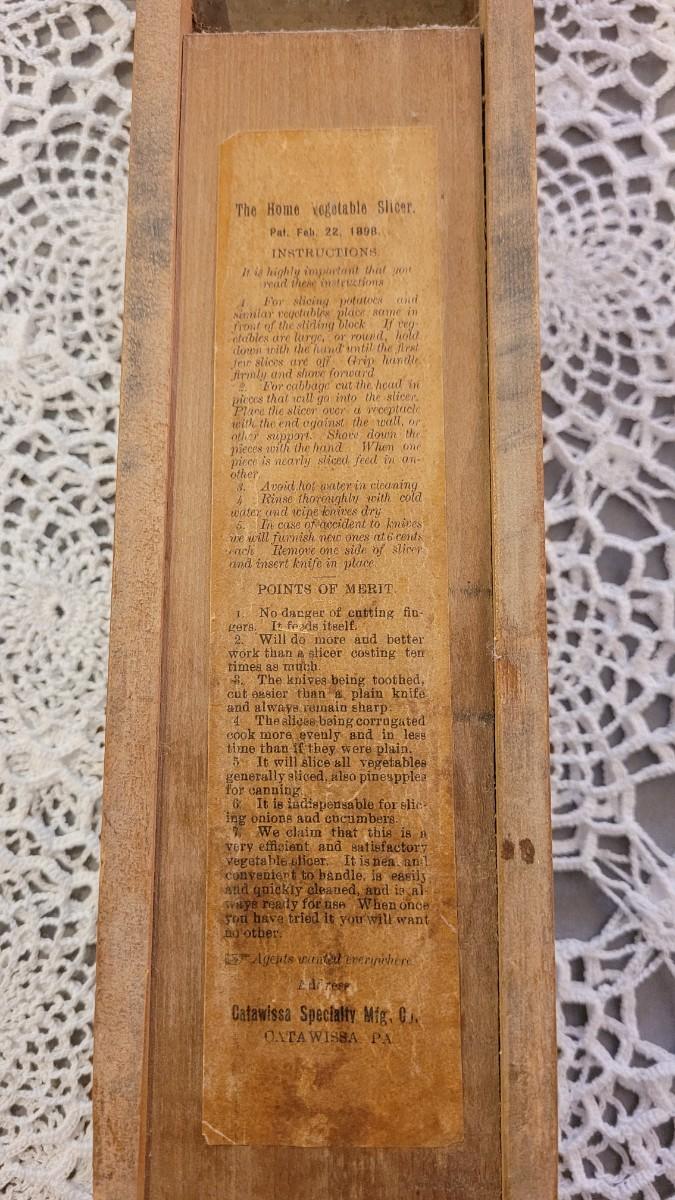 The Home Vegetable Slicer.
Pat. Feb. 22, 1898.
INSTRUCTIONS.
It is highly important that you
read these instructions
1 For slicing potatoes and
similar vegetables place same in
front of the sliding block If veg-
etables are large, or round, hold
down with the hand until the first
few slices are off Grip handle
firmly and shove forward
2. For cabbage cut the head in
pieces that will go into the slicer.
Place the slicer over a receptacle
with the end against the wall, or
other support. Shove down the
pieces with the hand When one
piece is nearly sliced feed in an-
other
3. Avoid hot water in cleaning
4 Rinse thoroughly with cold
water and wipe knives dry
5. In case of accident to knives
we will furnish new ones at 6 cents
each Remove one side of slicer
and insert knife in place
POINTS OF MERIT.
1. No danger of cutting fin-
gers. It feeds itself.
2. Will do more and better
work than a slicer costing ten
times as much.
3. The knives being toothed,
cut easier than a plain knife
and always remain sharp.
4 The slices being corrugated
cook more evenly and in less
time than if they were plain.
5 It will slice all vegetables
generally sliced, also pineapples
for canning.
6 It is indispensable for slic-
ing onions and cucumbers.
7. We claim that this is a
very efficient and satisfactory
vegetable slicer. It is neat and
convenient to handle, is easily
and quickly cleaned, and is al-
ways ready for use When once
you have tried it you will want
no other.
☞ Agents wanted everywhere
Address
Catawissa Specialty Mfg. Co.
CATAWISSA PA